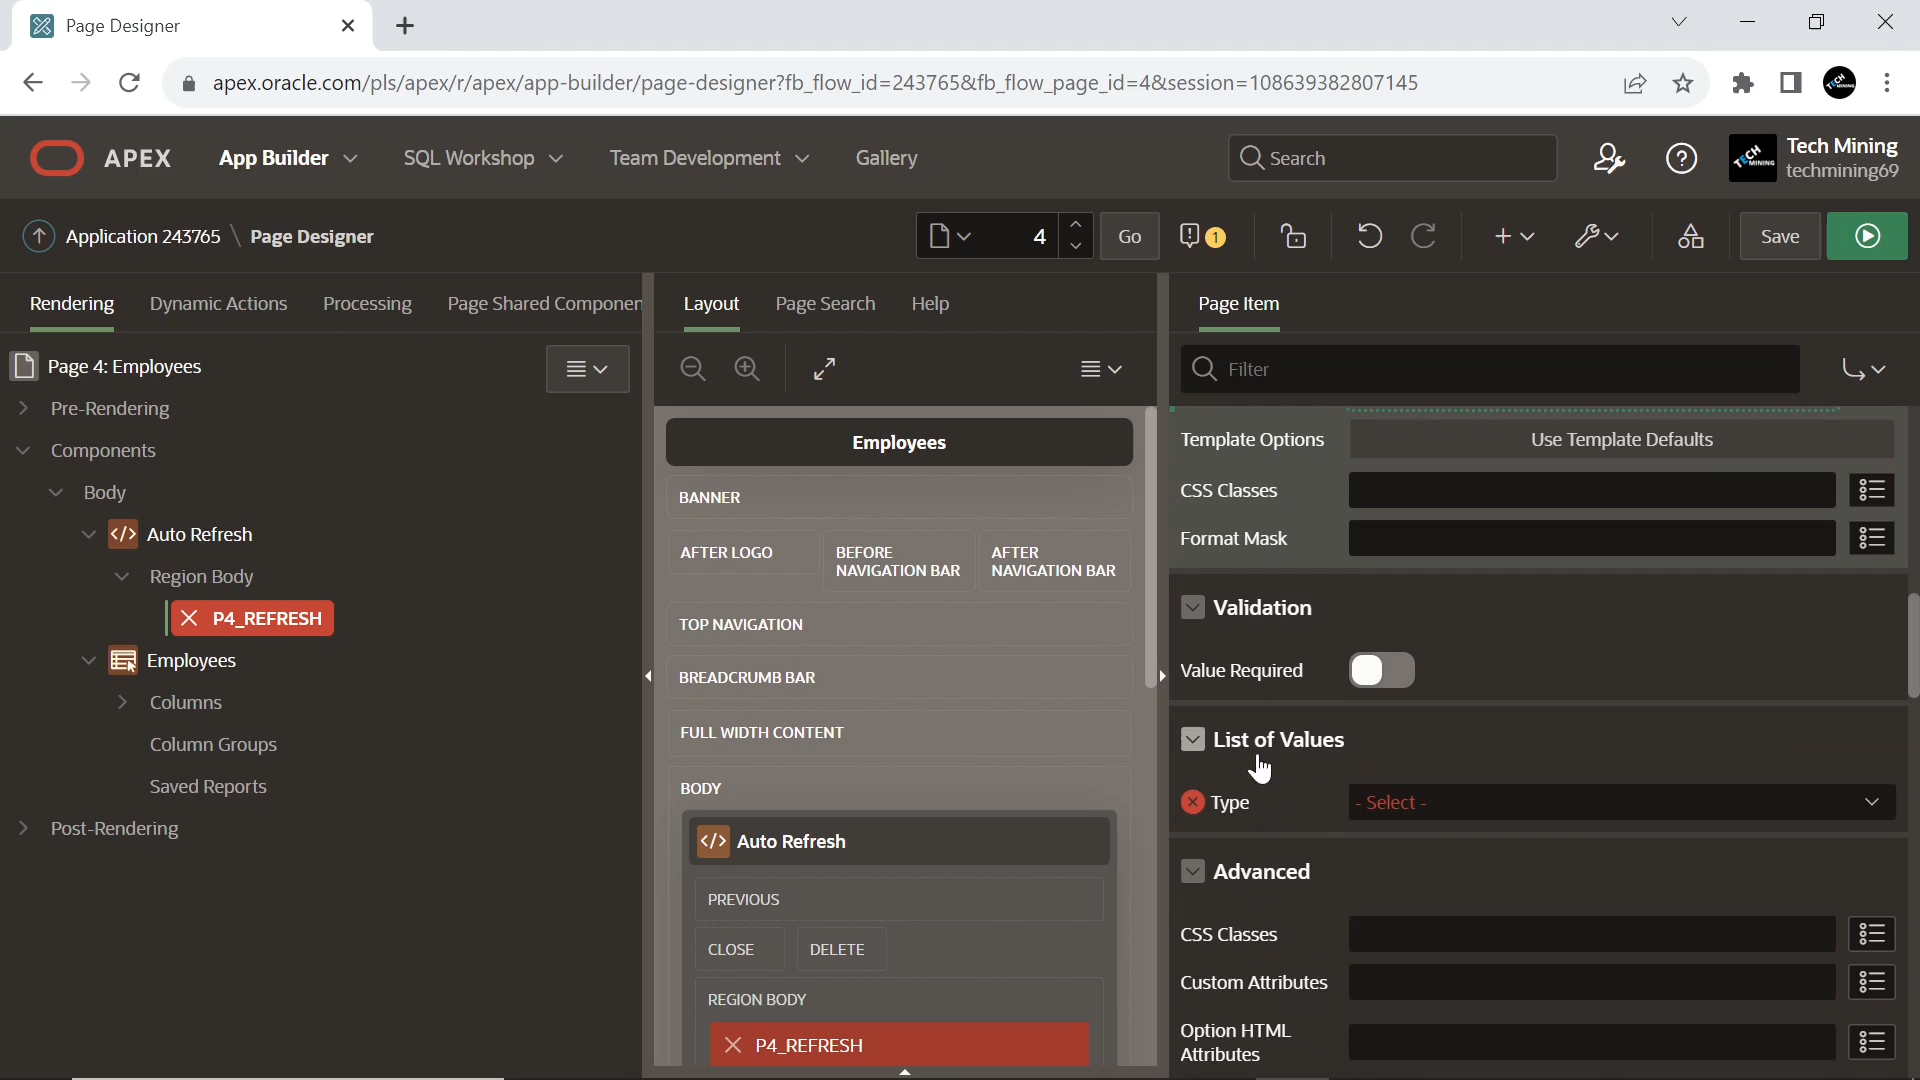 Page Designer
apex.oracle.com/pls/apex/r/apex/app-builder/page-designer?fb_flow_id=243765&fb_flow_page_id=4&session=108639382807145
APEX App Builder SQL Workshop Team Development Gallery Search Tech Mining
techmining69
Application 243765 \ Page Designer 4 Go 1 Save
Rendering Dynamic Actions Processing Page Shared Componen
Page 4: Employees
Pre-Rendering
Components
Body
Auto Refresh
Region Body
P4_REFRESH
Employees
Columns
Column Groups
Saved Reports
Post-Rendering
Layout Page Search Help
Employees
BANNER
AFTER LOGO
BEFORE
NAVIGATION BAR
AFTER
NAVIGATION BAR
TOP NAVIGATION
BREADCRUMB BAR
FULL WIDTH CONTENT
BODY
Auto Refresh
PREVIOUS
CLOSE DELETE
REGION BODY
P4_REFRESH
Page Item
Filter
Template Options Use Template Defaults
CSS Classes
Format Mask
Validation
Value Required
List of Values
Type - Select -
Advanced
CSS Classes
Custom Attributes
Option HTML
Attributes